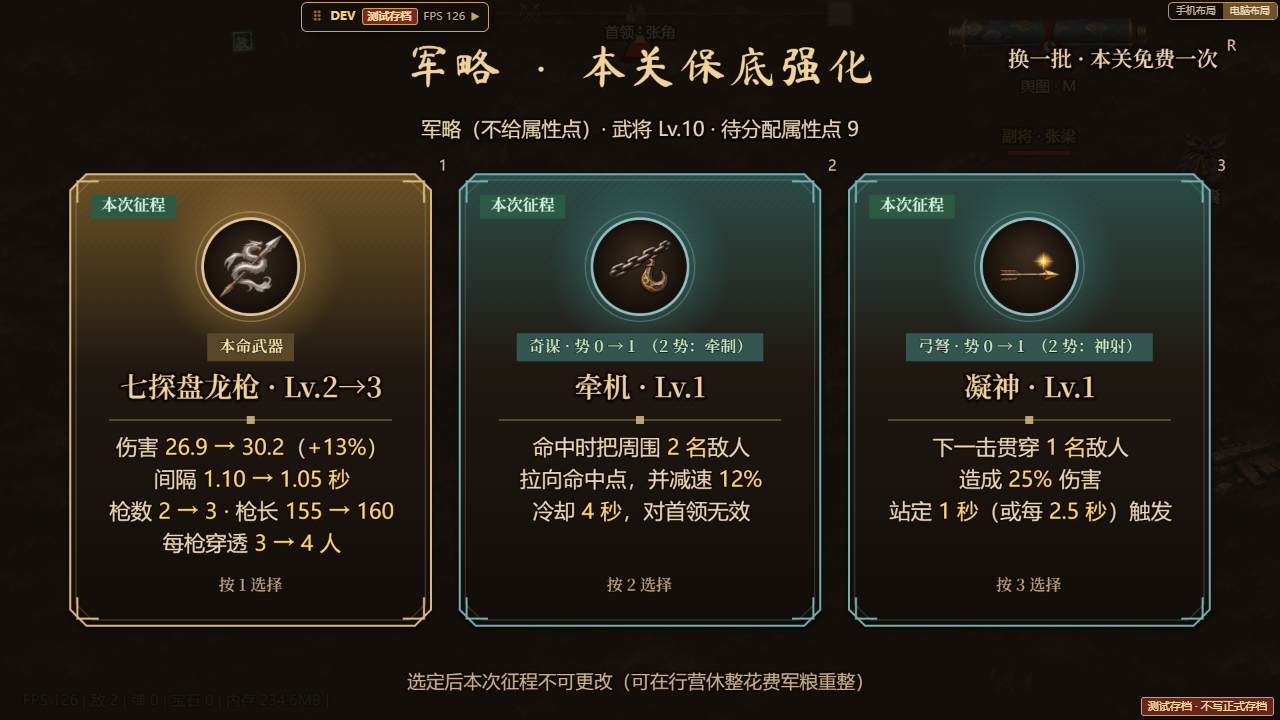 DEV 测试存档 FPS 126 ▶
手机布局 电脑布局
首领·张角
军略 · 本关保底强化
换一批 · 本关免费一次 R
舆图 · M
军略（不给属性点）· 武将 Lv.10 · 待分配属性点 9
副将 · 张梁
1
本次征程
本命武器
七探盘龙枪 · Lv.2→3
伤害 26.9 → 30.2（+13%）
间隔 1.10 → 1.05 秒
枪数 2 → 3 · 枪长 155 → 160
每枪穿透 3 → 4 人
按 1 选择
2
本次征程
奇谋 · 势 0 → 1 （2 势：牵制）
牵机 · Lv.1
命中时把周围 2 名敌人
拉向命中点，并减速 12%
冷却 4 秒，对首领无效
按 2 选择
3
本次征程
弓弩 · 势 0 → 1 （2 势：神射）
凝神 · Lv.1
下一击贯穿 1 名敌人
造成 25% 伤害
站定 1 秒（或每 2.5 秒）触发
按 3 选择
选定后本次征程不可更改（可在行营休整花费军粮重整）
FPS 126 | 敌 2 | 弹 0 | 宝石 0 | 内存 234.6MB |
测试存档 · 不写正式存档